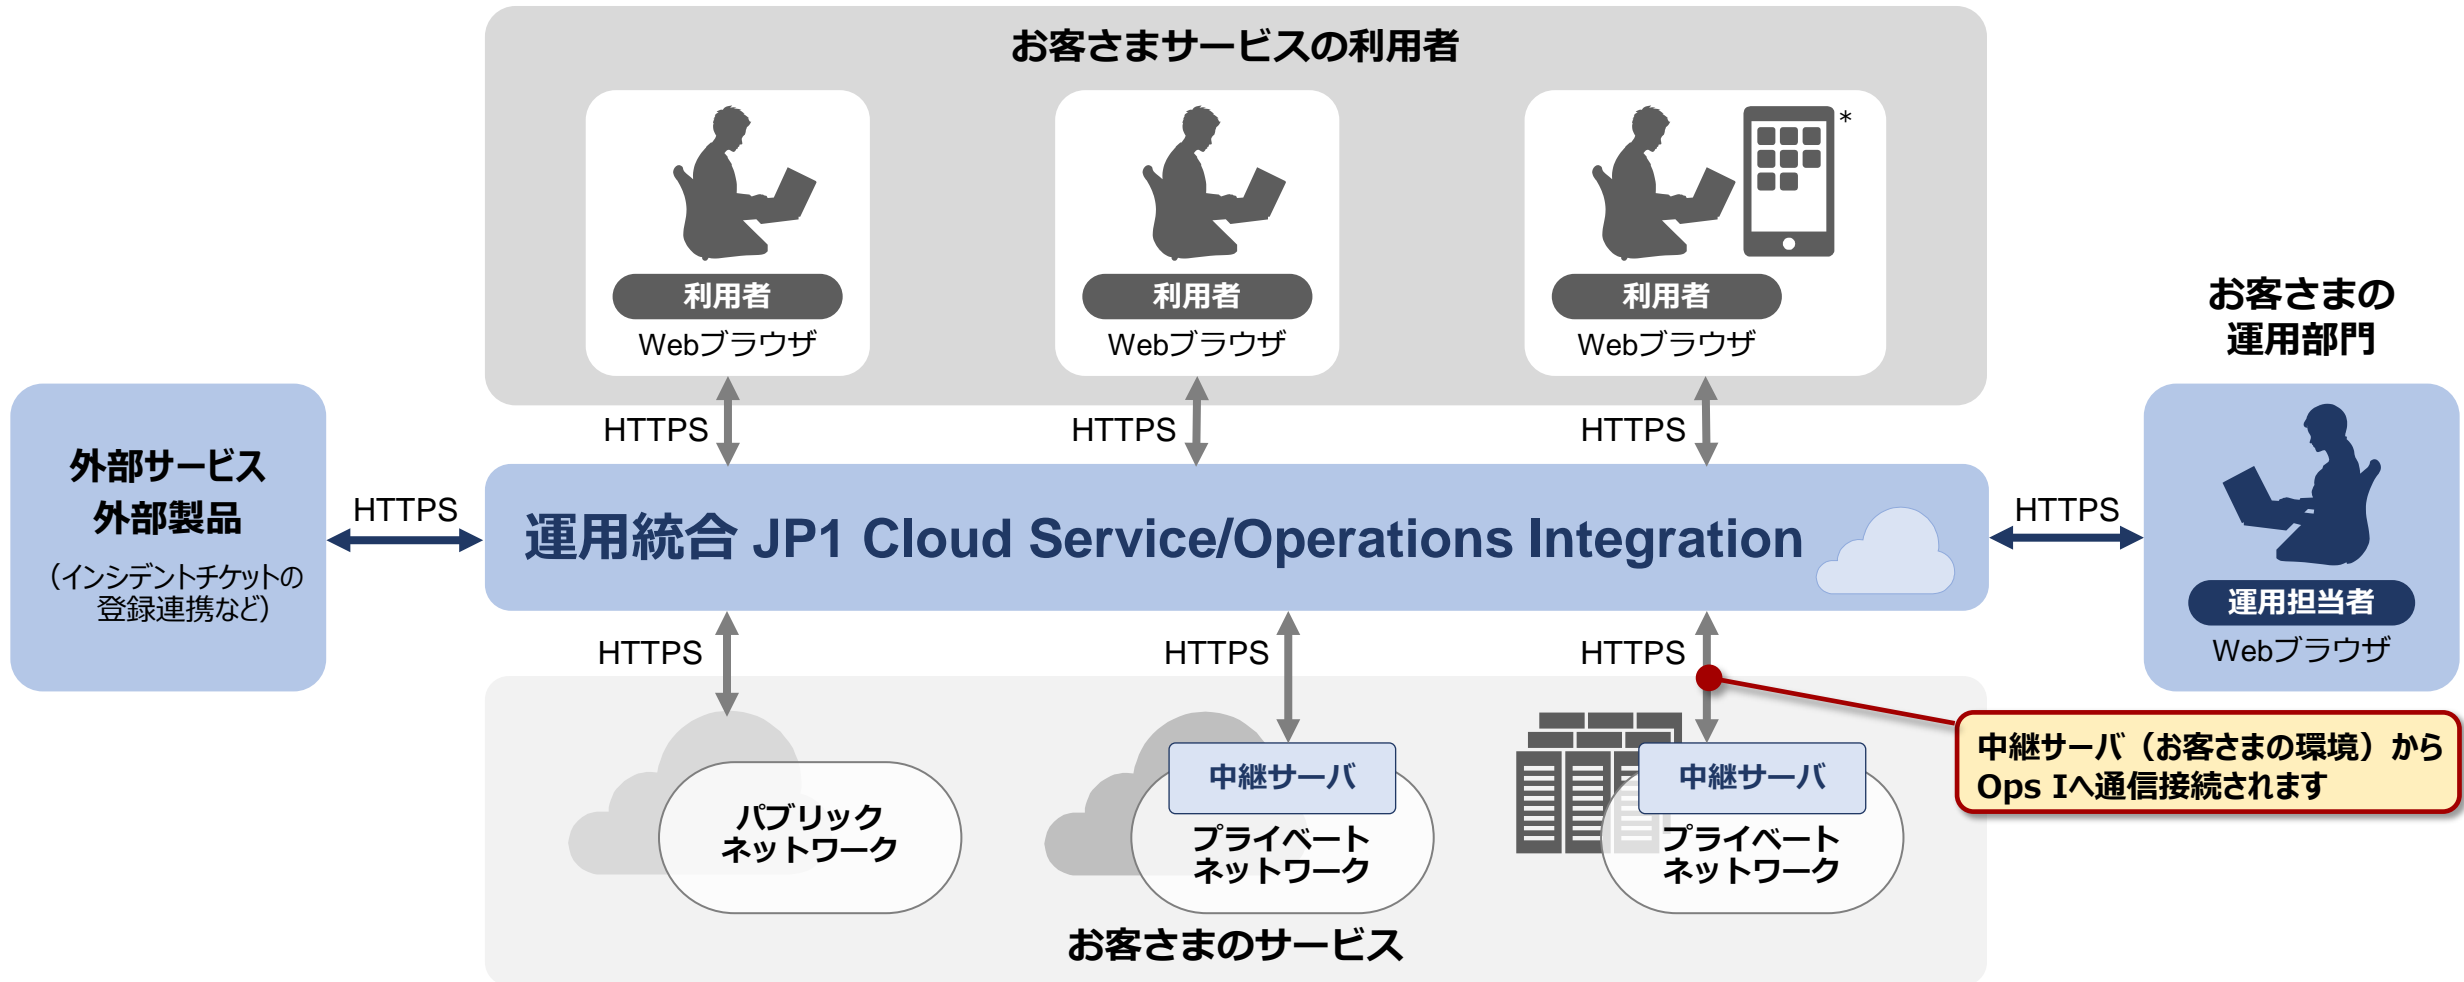 お客さまサービスの利用者
*
利用者
Webブラウザ
利用者
Webブラウザ
利用者
Webブラウザ
お客さまの
運用部門
HTTPS
HTTPS
HTTPS
外部サービス
外部製品
（インシデントチケットの
登録連携など）
HTTPS
運用統合 JP1 Cloud Service/Operations Integration
HTTPS
運用担当者
Webブラウザ
HTTPS
HTTPS
HTTPS
中継サーバ（お客さまの環境）から
Ops Iへ通信接続されます
パブリック
ネットワーク
中継サーバ
プライベート
ネットワーク
中継サーバ
プライベート
ネットワーク
お客さまのサービス